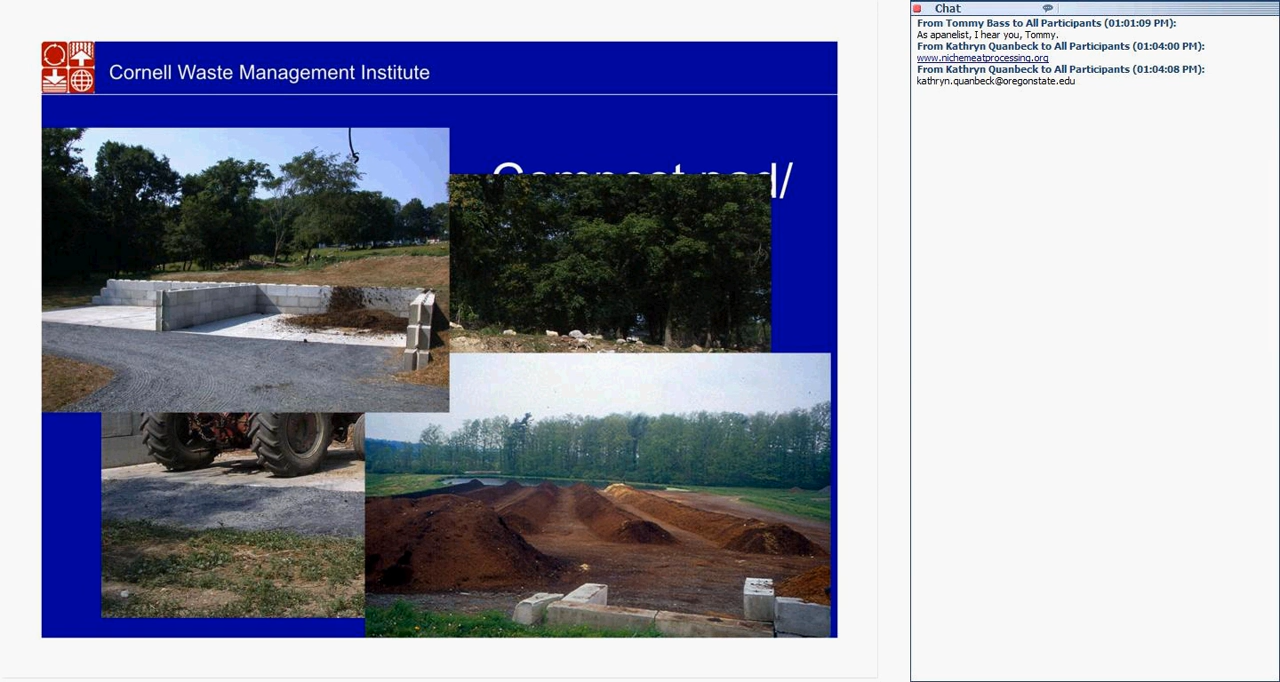 Cornell Waste Management Institute
Compost pad/
Chat
From Tommy Bass to All Participants (01:01:09 PM):
As apanelist, I hear you, Tommy.
From Kathryn Quanbeck to All Participants (01:04:00 PM):
www.nichemeatprocessing.org
From Kathryn Quanbeck to All Participants (01:04:08 PM):
kathryn.quanbeck@oregonstate.edu